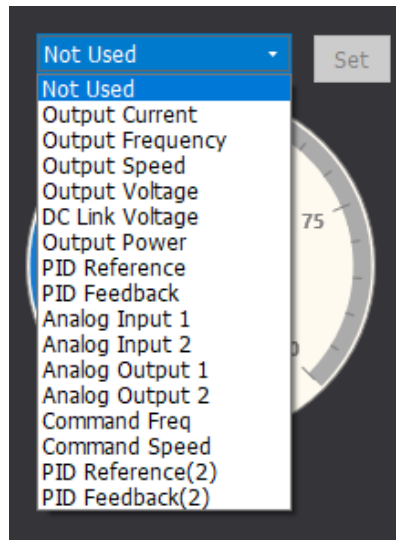 Not Used
Set
Not Used
Output Current
Output Frequency
Output Speed
Output Voltage
DC Link Voltage
75
Output Power
PID Reference
PID Feedback
Analog Input 1
Analog Input 2
Analog Output 1
Analog Output 2
Command Freq
Command Speed
PID Reference(2)
PID Feedback(2)